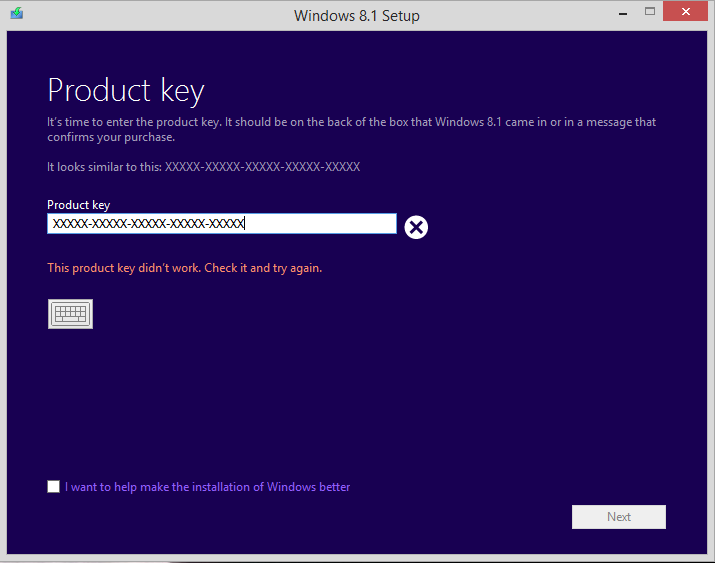 Windows 8.1 Setup
Product key
It's time to enter the product key. It should be on the back of the box that Windows 8.1 came in or in a message that
confirms your purchase.
It looks similar to this: XXXXX-XXXXX-XXXXX-XXXXX-XXXXX
Product key
XXXXX-XXXXX-XXXXX-XXXXX-XXXXX
This product key didn't work. Check it and try again.
I want to help make the installation of Windows better
Next